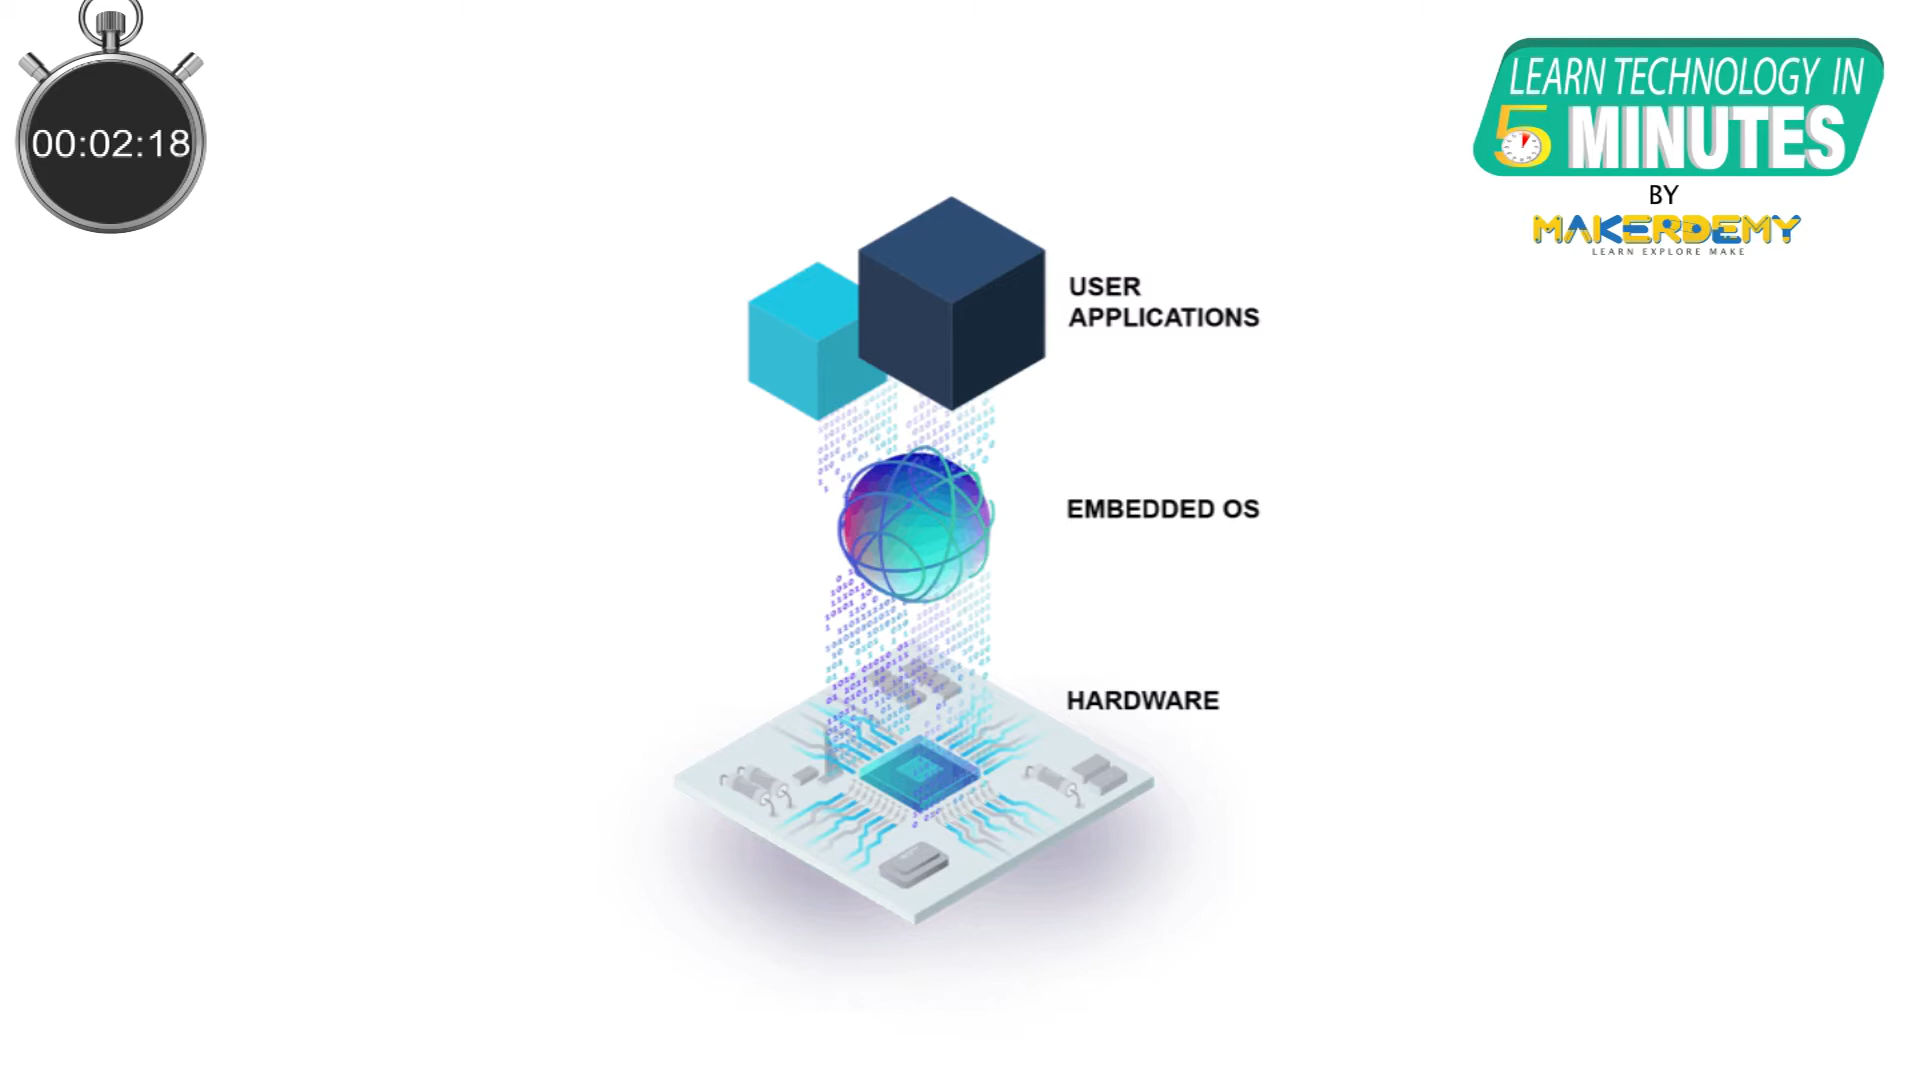 00:02:18
LEARN TECHNOLOGY IN
5 MINUTES
BY
MAKERDEMY
LEARN EXPLORE MAKE
USER
APPLICATIONS
EMBEDDED OS
HARDWARE